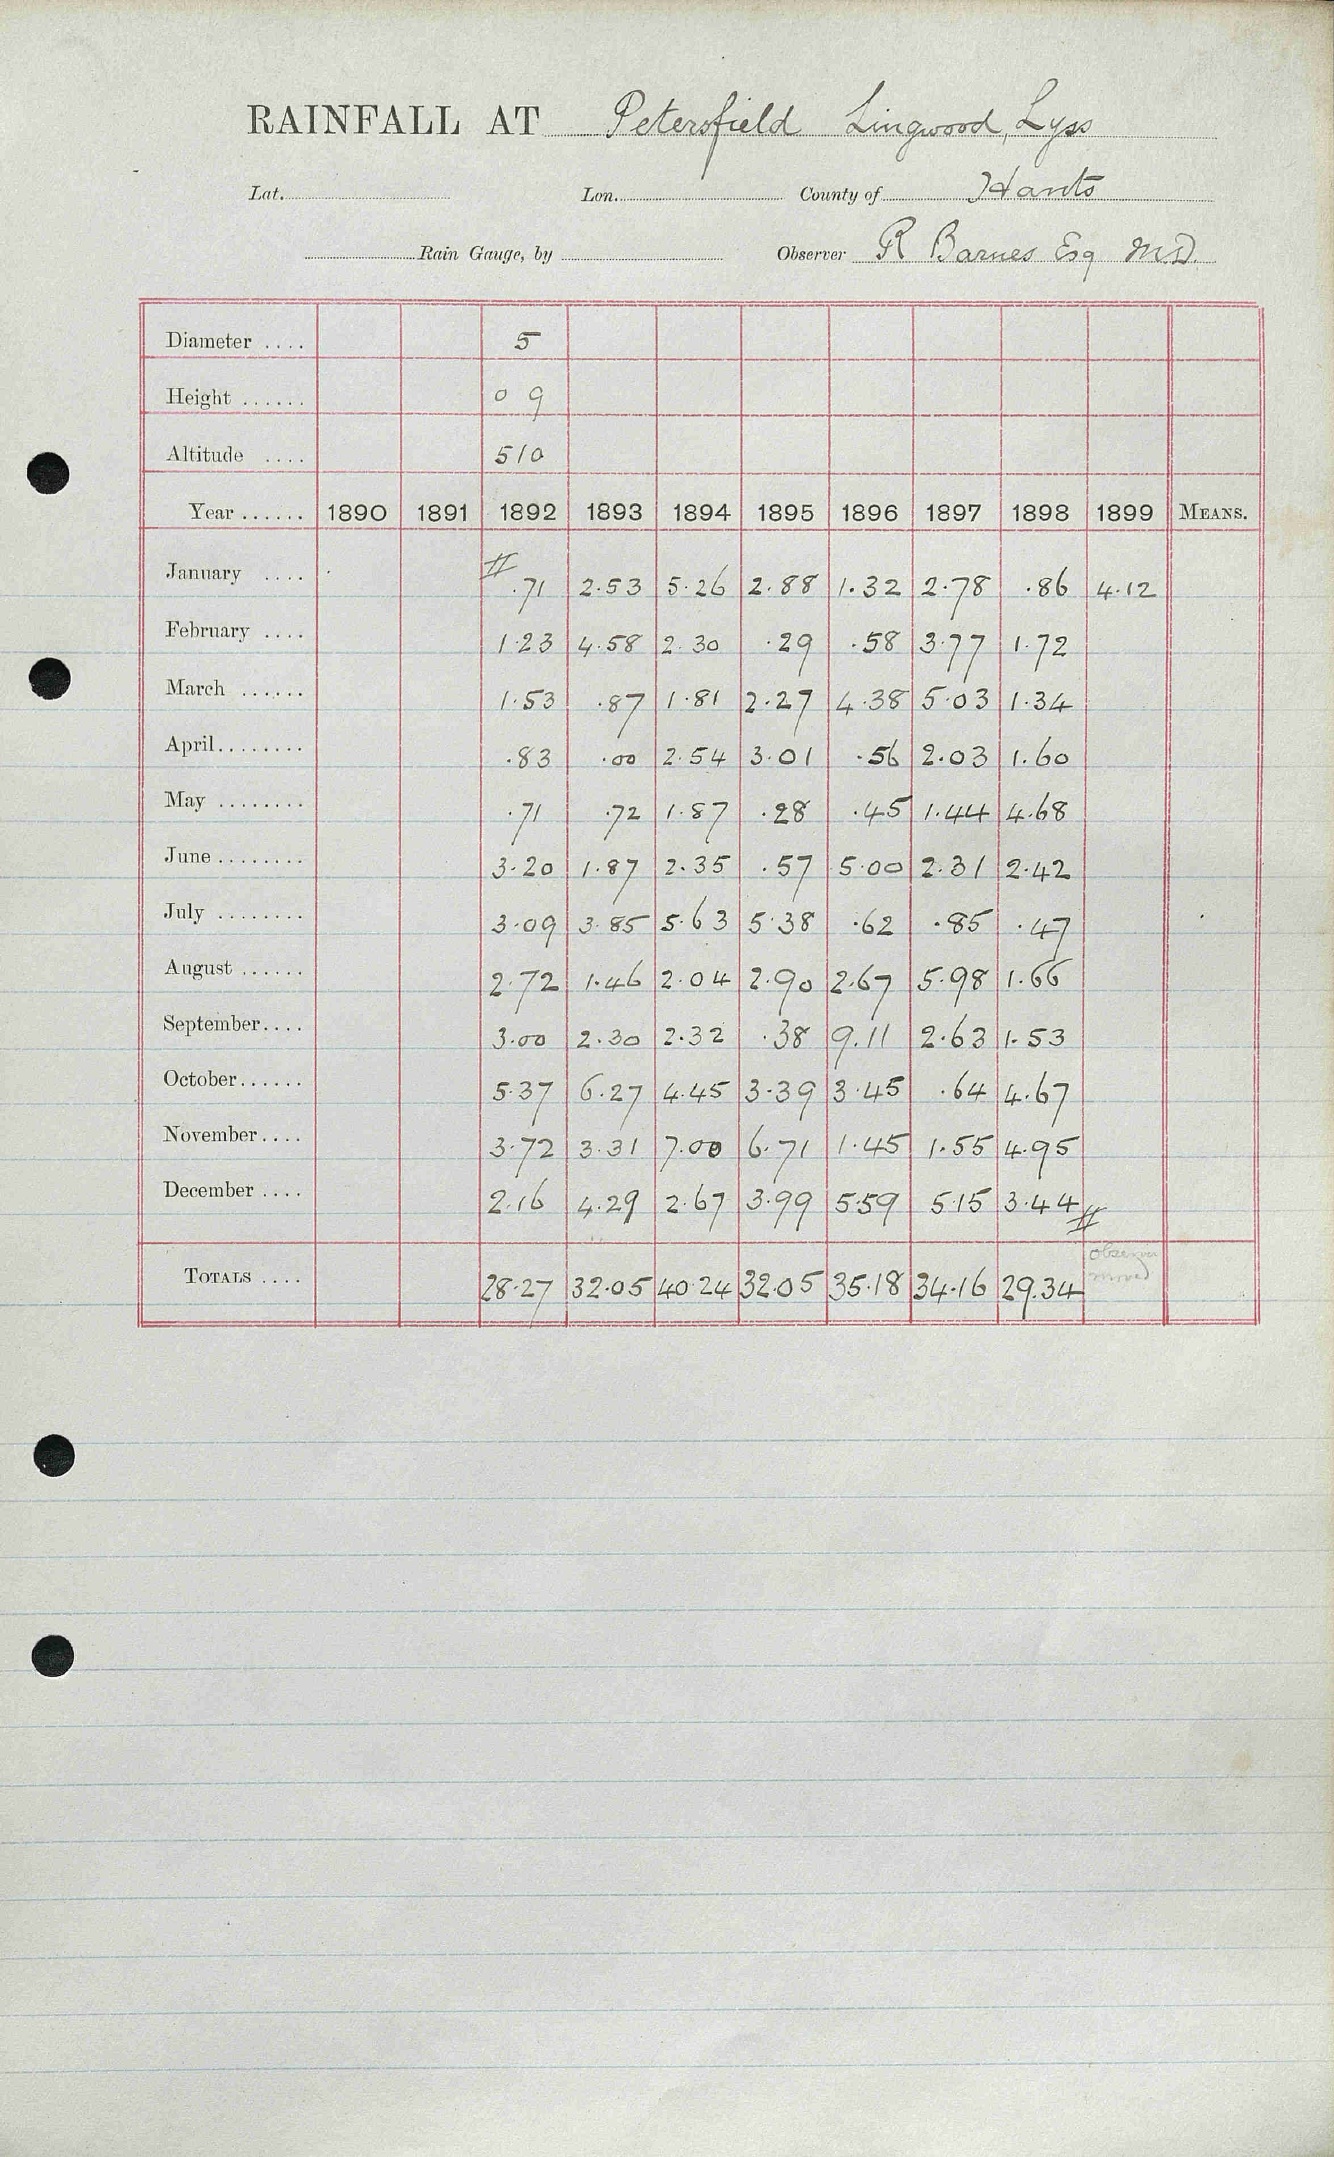 RAINFALL AT Petersfield Lingwood, Lyss
Lat. Lon. County of Hants
Rain Gauge, by Observer R Barnes Esq M.D.
Diameter .... 5
Height ...... 0 9
Altitude .... 510
Year ...... 1890 1891 1892 1893 1894 1895 1896 1897 1898 1899 MEANS.
January .... # .71 2.53 5.26 2.88 1.32 2.78 .86 4.12
February .... 1.23 4.58 2.30 .29 .58 3.77 1.72
March ...... 1.53 .87 1.81 2.27 4.38 5.03 1.34
April........ .83 .00 2.54 3.01 .56 2.03 1.60
May ........ .71 .72 1.87 .28 .45 1.44 4.68
June ........ 3.20 1.87 2.35 .57 5.00 2.31 2.42
July ........ 3.09 3.85 5.63 5.38 .62 .85 .47
August ...... 2.72 1.46 2.04 2.90 2.67 5.98 1.66
September.... 3.00 2.30 2.32 .38 9.11 2.63 1.53
October...... 5.37 6.27 4.45 3.39 3.45 .64 4.67
November.... 3.72 3.31 7.00 6.71 1.45 1.55 4.95
December .... 2.16 4.29 2.67 3.99 5.59 5.15 3.44 #
TOTALS .... 28.27 32.05 40.24 32.05 35.18 34.16 29.34 observer
moved